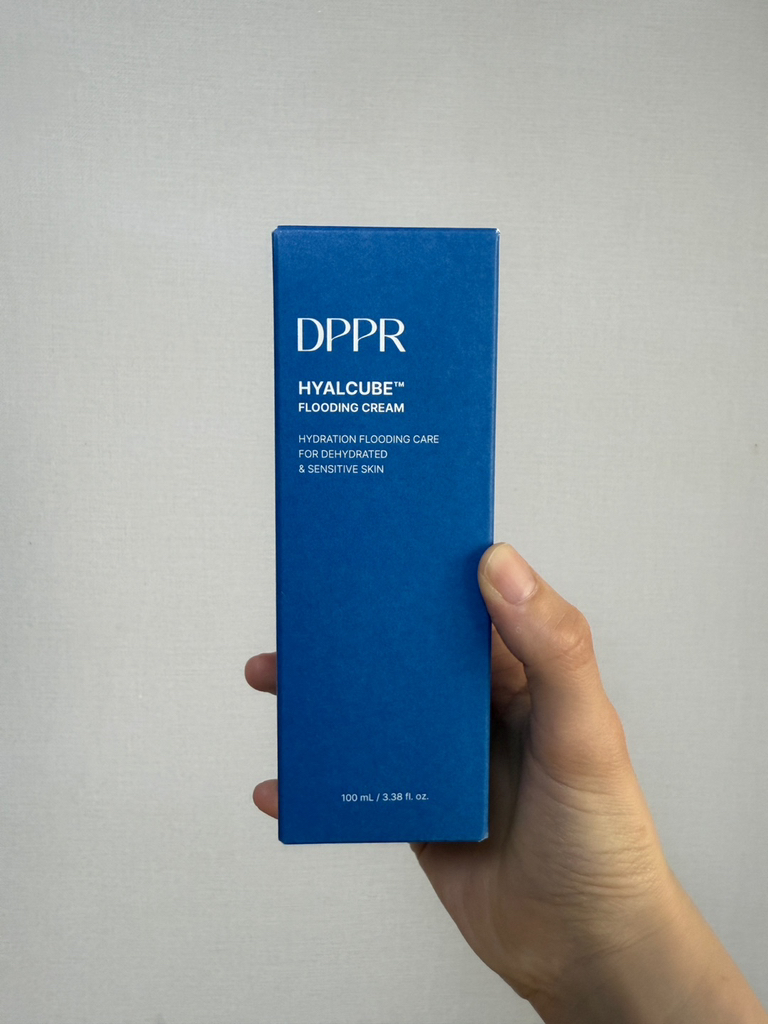 DPPR
HYALCUBE™
FLOODING CREAM
HYDRATION FLOODING CARE
FOR DEHYDRATED
& SENSITIVE SKIN
100 mL / 3.38 fl. oz.